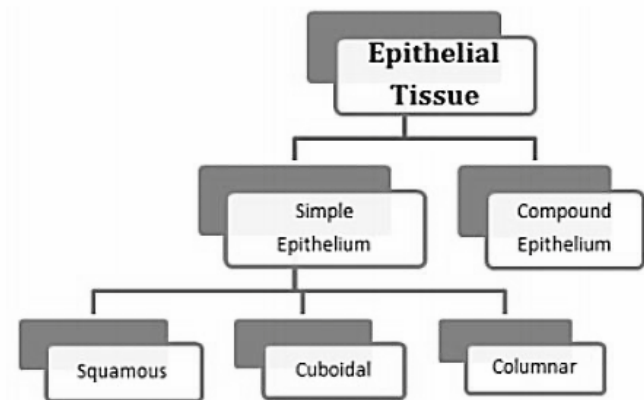 Epithelial
Tissue
Simple
Epithelium
Compound
Epithelium
Squamous
Cuboidal
Columnar